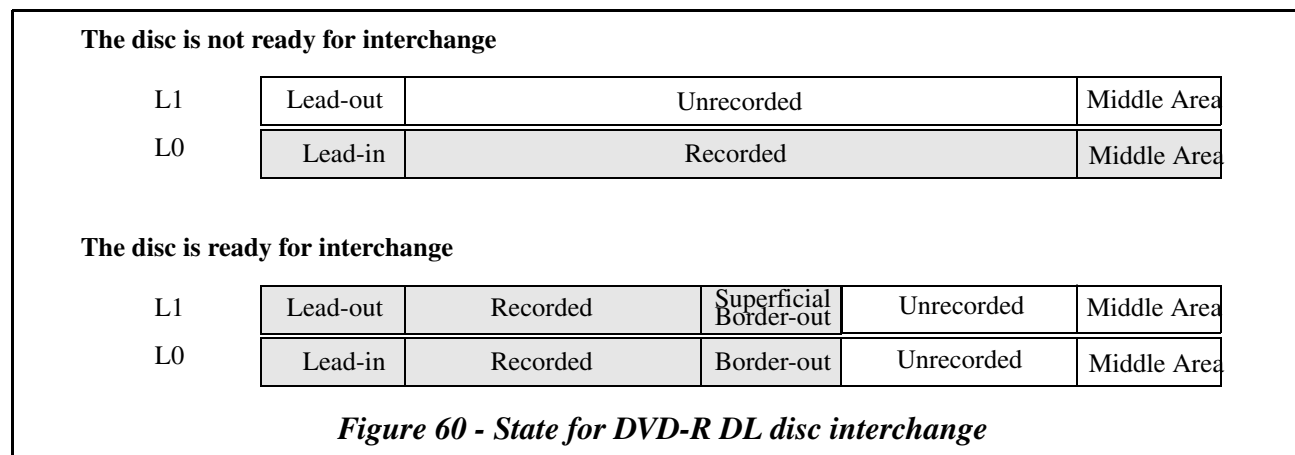 The disc is not ready for interchange
L1 Lead-out Unrecorded Middle Area
L0 Lead-in Recorded Middle Area
The disc is ready for interchange
L1 Lead-out Recorded Superficial Border-out Unrecorded Middle Area
L0 Lead-in Recorded Border-out Unrecorded Middle Area
Figure 60 - State for DVD-R DL disc interchange